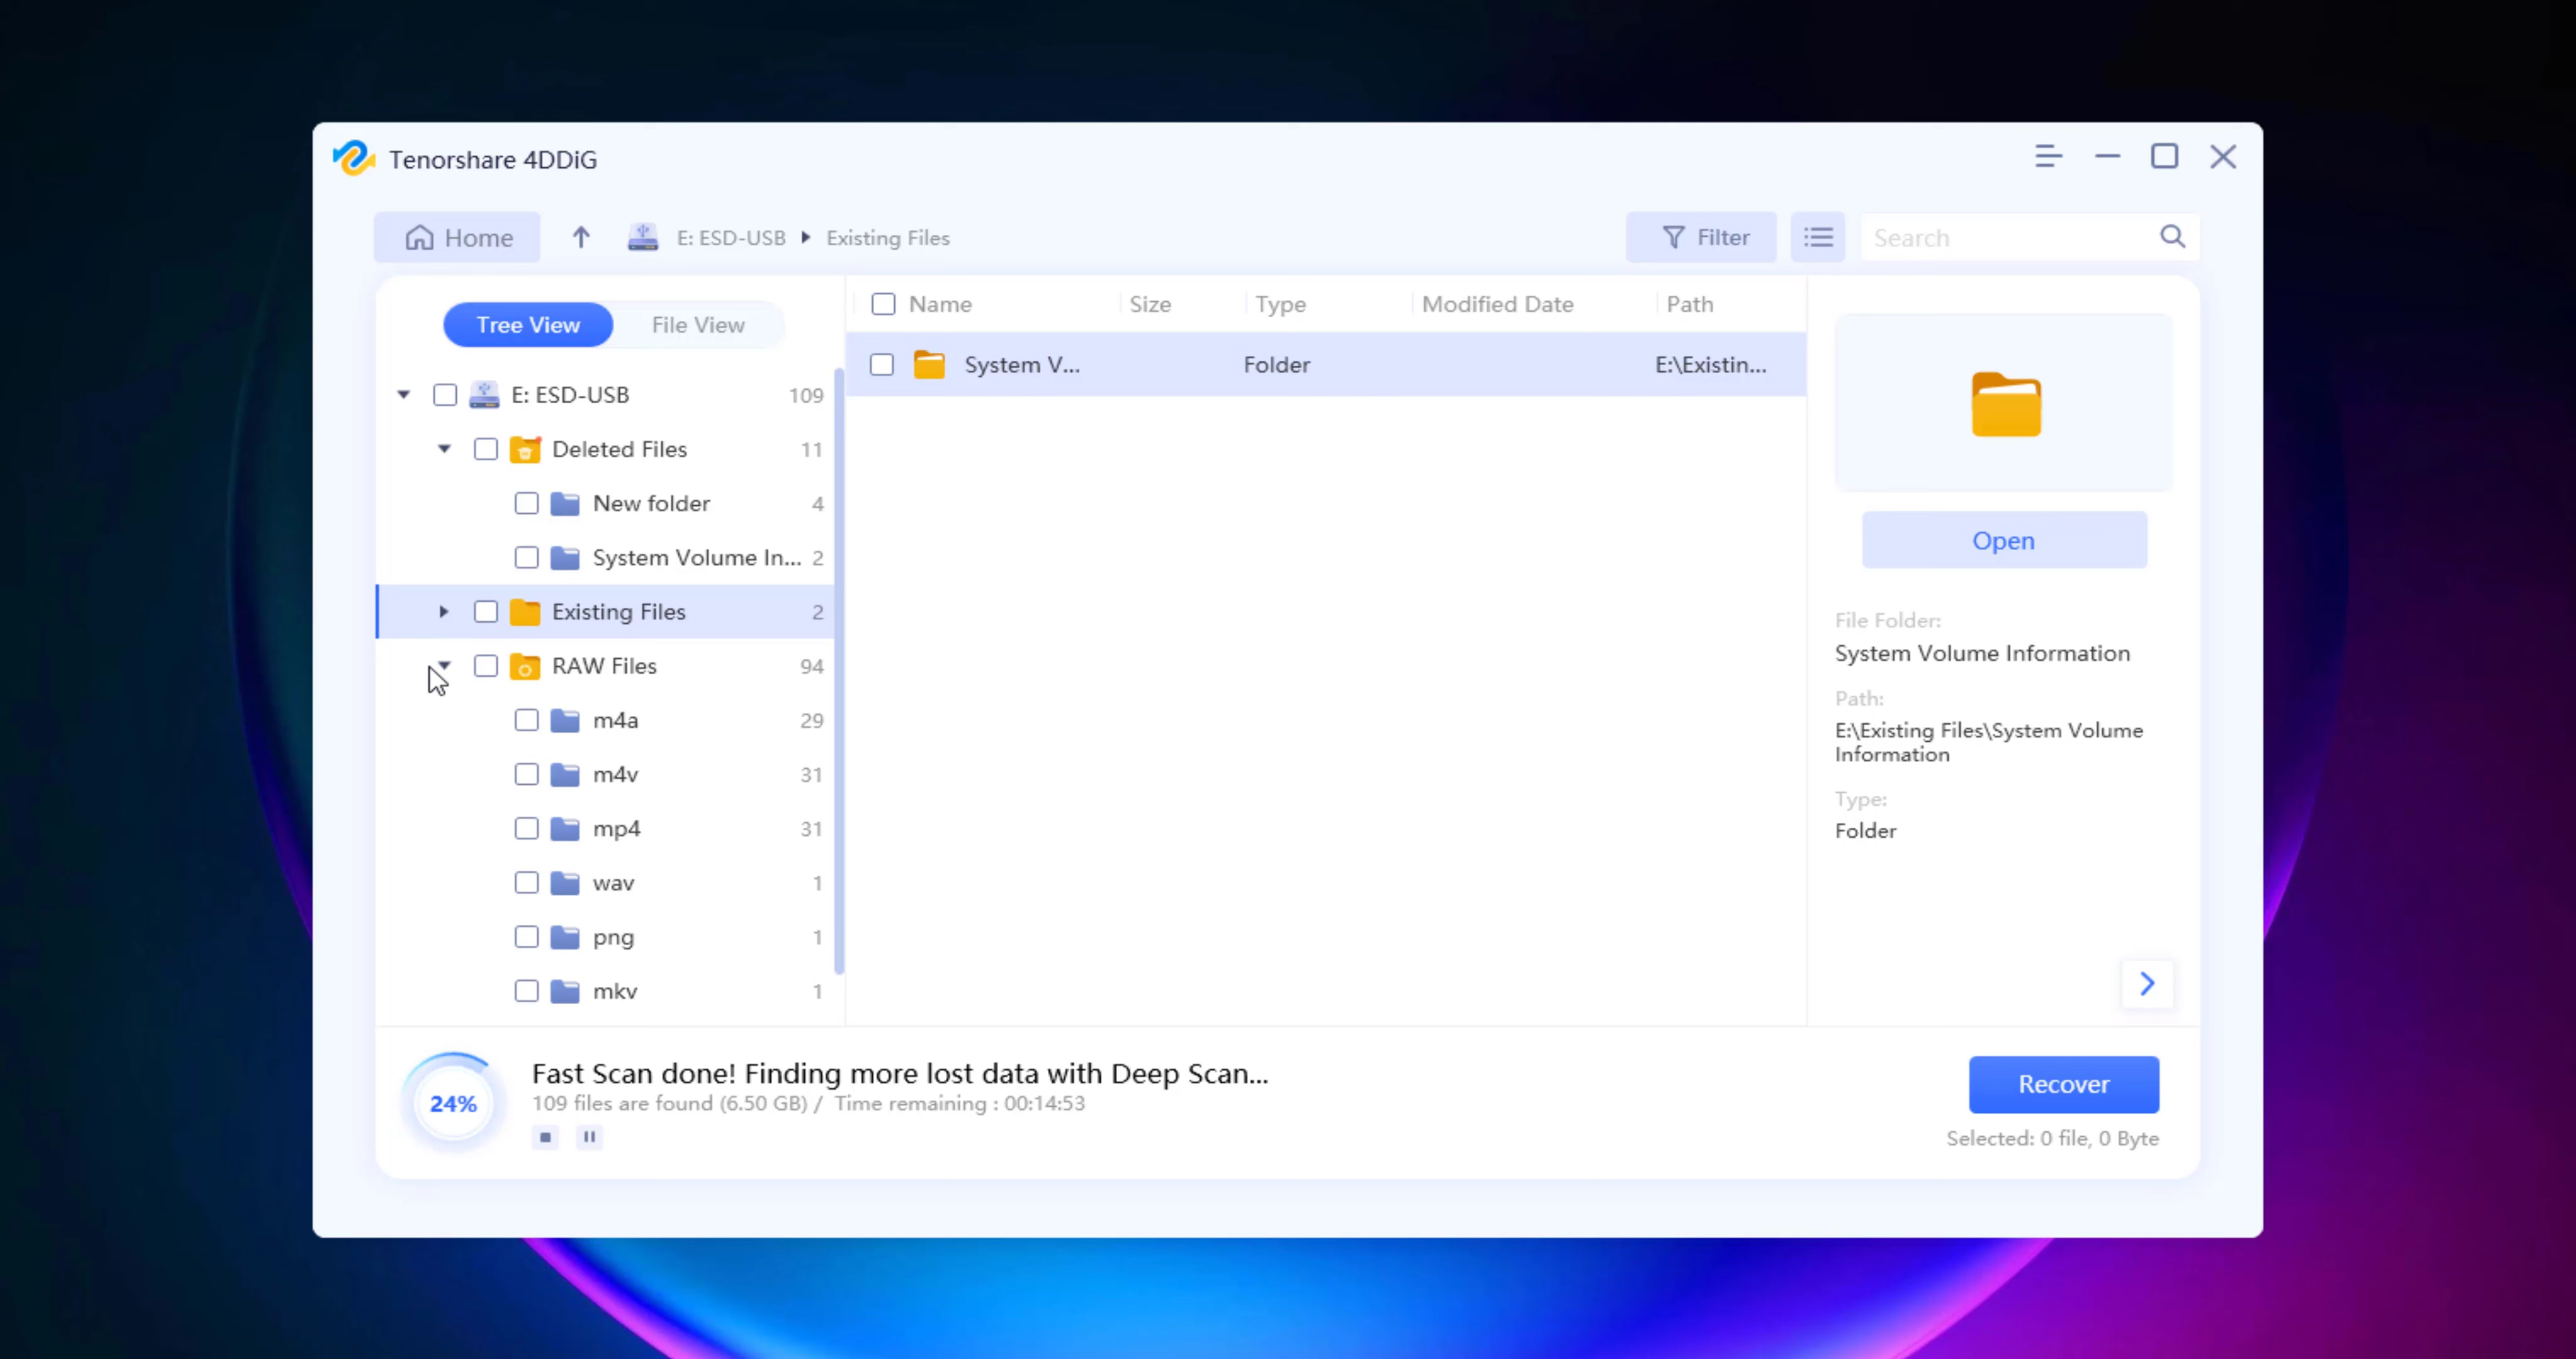 Tenorshare 4DDiG
Home
E: ESD-USB
Existing Files
Filter
Search
Tree View
File View
E: ESD-USB 109
Deleted Files 11
New folder 4
System Volume In... 2
Existing Files 2
RAW Files 94
m4a 29
m4v 31
mp4 31
wav 1
png 1
mkv 1
Name Size Type Modified Date Path
System V... Folder E:\Existin...
Open
File Folder:
System Volume Information
Path:
E:\Existing Files\System Volume
Information
Type:
Folder
24%
Fast Scan done! Finding more lost data with Deep Scan...
109 files are found (6.50 GB) / Time remaining : 00:14:53
Recover
Selected: 0 file, 0 Byte